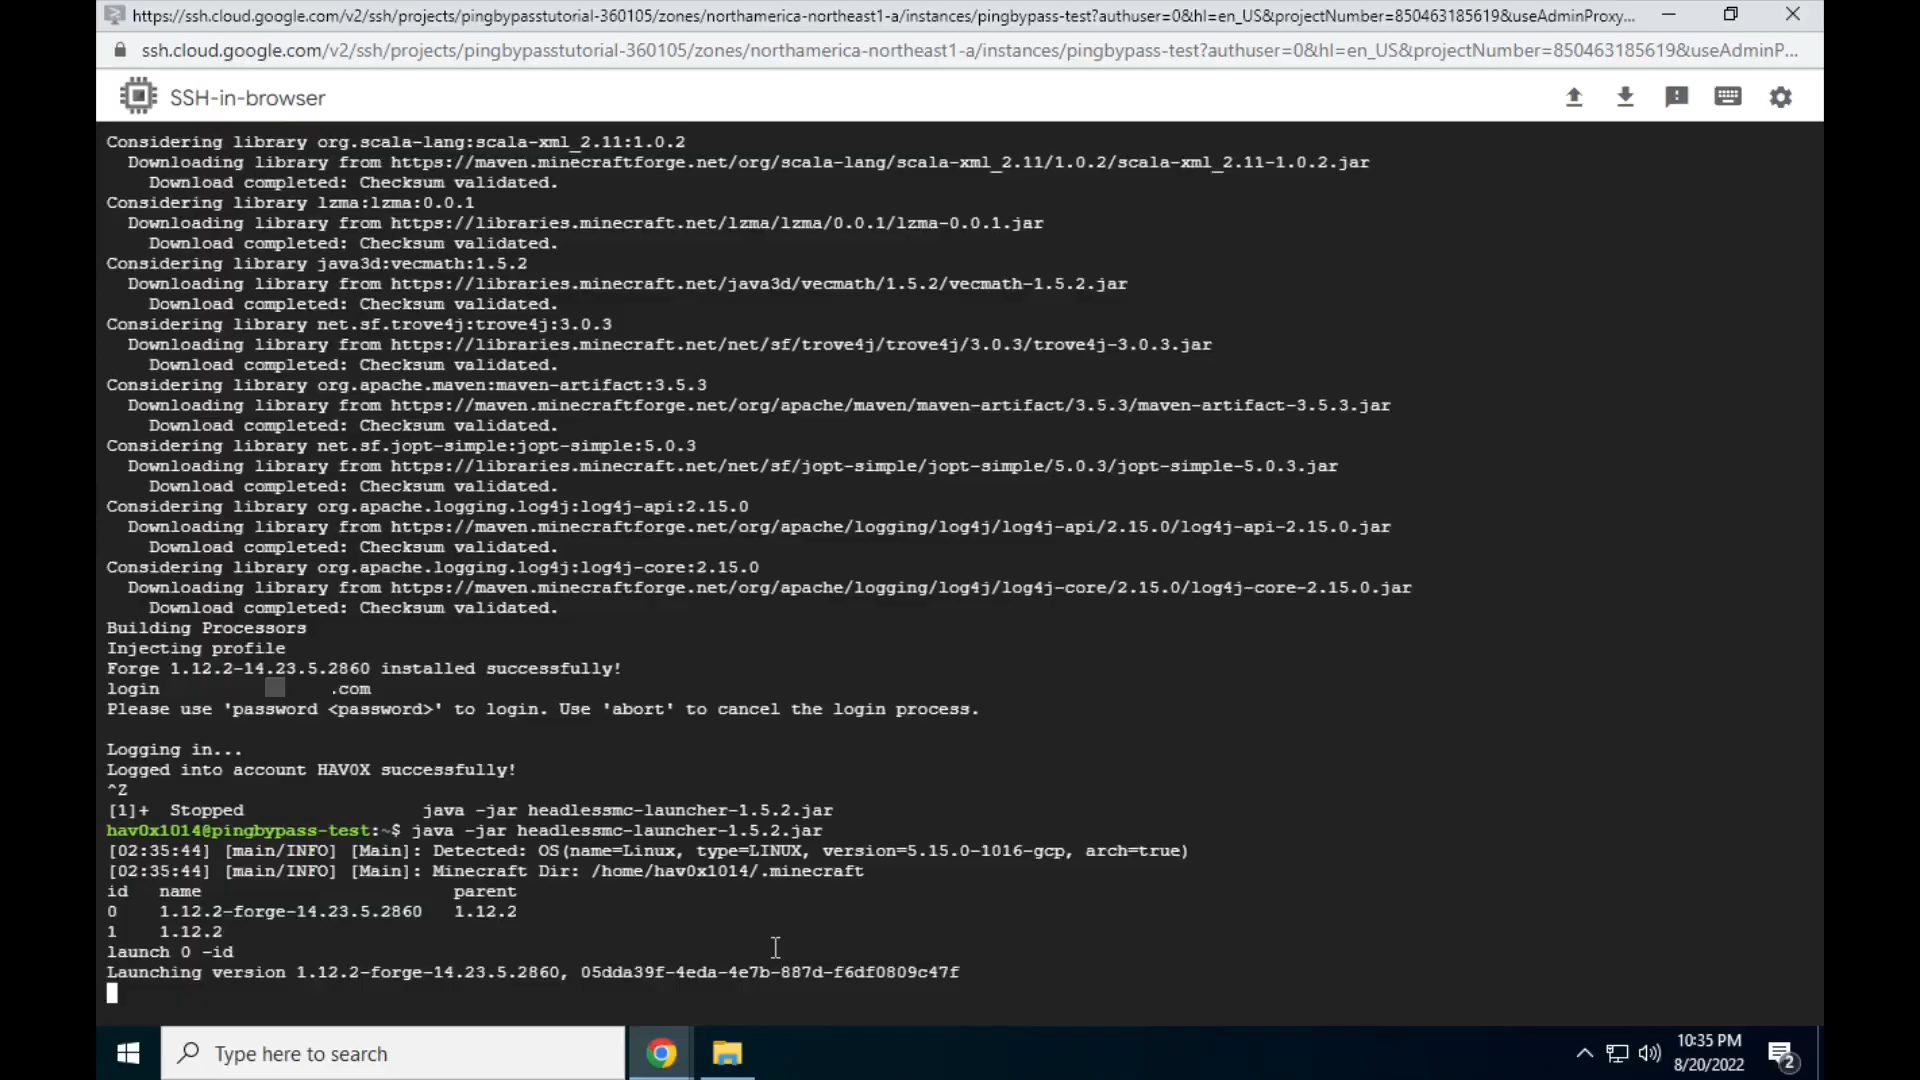 https://ssh.cloud.google.com/v2/ssh/projects/pingbypasstutorial-360105/zones/northamerica-northeast1-a/instances/pingbypass-test?authuser=0&hl=en_US&projectNumber=850463185619&useAdminProxy...
ssh.cloud.google.com/v2/ssh/projects/pingbypasstutorial-360105/zones/northamerica-northeast1-a/instances/pingbypass-test?authuser=0&hl=en_US&projectNumber=850463185619&useAdminP...
SSH-in-browser
Considering library org.scala-lang:scala-xml_2.11:1.0.2
Downloading library from https://maven.minecraftforge.net/org/scala-lang/scala-xml_2.11/1.0.2/scala-xml_2.11-1.0.2.jar
Download completed: Checksum validated.
Considering library lzma:lzma:0.0.1
Downloading library from https://libraries.minecraft.net/lzma/lzma/0.0.1/lzma-0.0.1.jar
Download completed: Checksum validated.
Considering library java3d:vecmath:1.5.2
Downloading library from https://libraries.minecraft.net/java3d/vecmath/1.5.2/vecmath-1.5.2.jar
Download completed: Checksum validated.
Considering library net.sf.trove4j:trove4j:3.0.3
Downloading library from https://libraries.minecraft.net/net/sf/trove4j/trove4j/3.0.3/trove4j-3.0.3.jar
Download completed: Checksum validated.
Considering library org.apache.maven:maven-artifact:3.5.3
Downloading library from https://maven.minecraftforge.net/org/apache/maven/maven-artifact/3.5.3/maven-artifact-3.5.3.jar
Download completed: Checksum validated.
Considering library net.sf.jopt-simple:jopt-simple:5.0.3
Downloading library from https://libraries.minecraft.net/net/sf/jopt-simple/jopt-simple/5.0.3/jopt-simple-5.0.3.jar
Download completed: Checksum validated.
Considering library org.apache.logging.log4j:log4j-api:2.15.0
Downloading library from https://maven.minecraftforge.net/org/apache/logging/log4j/log4j-api/2.15.0/log4j-api-2.15.0.jar
Download completed: Checksum validated.
Considering library org.apache.logging.log4j:log4j-core:2.15.0
Downloading library from https://maven.minecraftforge.net/org/apache/logging/log4j/log4j-core/2.15.0/log4j-core-2.15.0.jar
Download completed: Checksum validated.
Building Processors
Injecting profile
Forge 1.12.2-14.23.5.2860 installed successfully!
login .com
Please use 'password <password>' to login. Use 'abort' to cancel the login process.
Logging in...
Logged into account HAV0X successfully!
^Z
[1]+ Stopped java -jar headlessmc-launcher-1.5.2.jar
hav0x1014@pingbypass-test:~$ java -jar headlessmc-launcher-1.5.2.jar
[02:35:44] [main/INFO] [Main]: Detected: OS(name=Linux, type=LINUX, version=5.15.0-1016-gcp, arch=true)
[02:35:44] [main/INFO] [Main]: Minecraft Dir: /home/hav0x1014/.minecraft
id name parent
0 1.12.2-forge-14.23.5.2860 1.12.2
1 1.12.2
launch 0 -id
Launching version 1.12.2-forge-14.23.5.2860, 05dda39f-4eda-4e7b-887d-f6df0809c47f
Type here to search
10:35 PM
8/20/2022
2